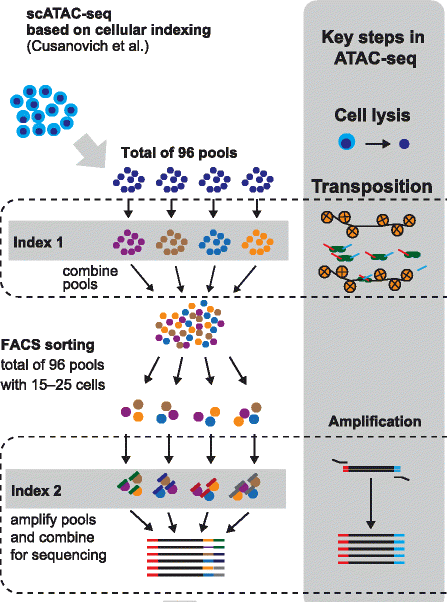 scATAC-seq
based on cellular indexing
(Cusanovich et al.)
Key steps in
ATAC-seq
Cell lysis
Total of 96 pools
Transposition
Index 1
combine
pools
FACS sorting
total of 96 pools
with 15–25 cells
Amplification
Index 2
amplify pools
and combine
for sequencing